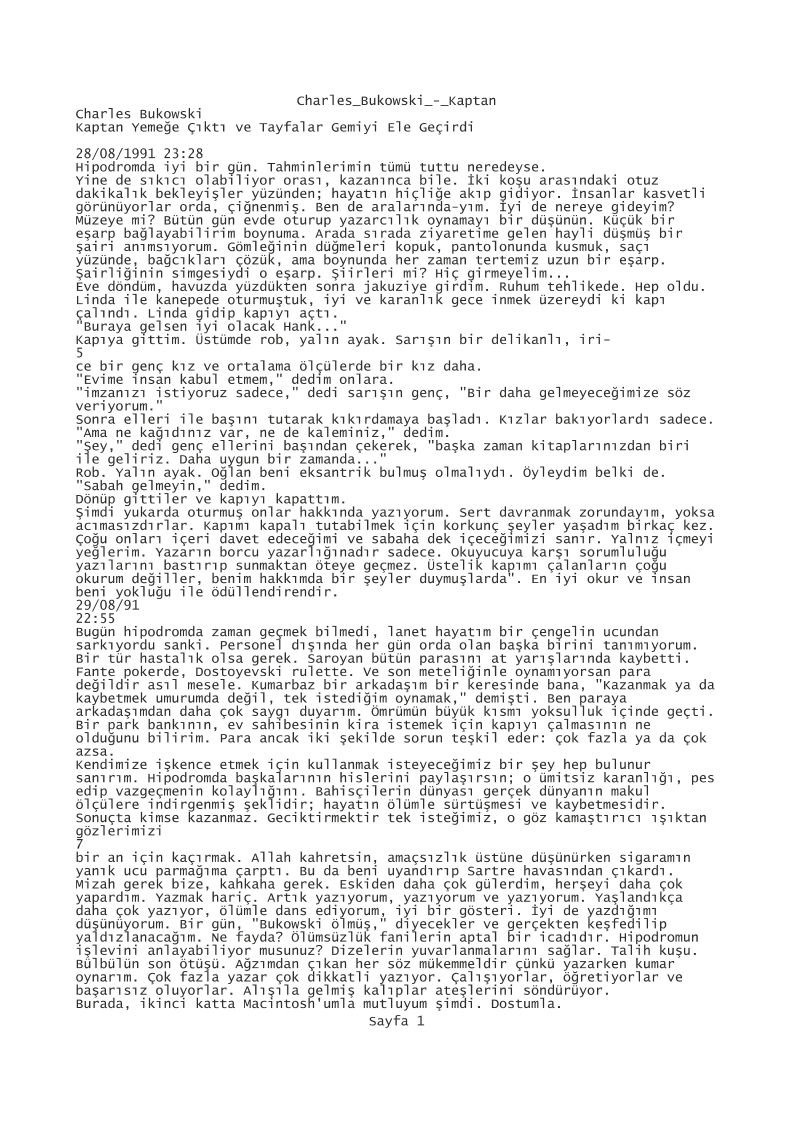 Charles_Bukowski_-_Kaptan
Charles Bukowski
Kaptan Yemeğe Çıktı ve Tayfalar Gemiyi Ele Geçirdi
28/08/1991 23:28
Hipodromda iyi bir gün. Tahminlerimin tümü tuttu neredeyse.
Yine de sıkıcı olabiliyor orası, kazanınca bile. İki koşu arasındaki otuz
dakikalık bekleyişler yüzünden; hayatın hiçliğe akıp gidiyor. İnsanlar kasvetli
görünüyorlar orda, çiğnenmiş. Ben de aralarında-yım. İyi de nereye gideyim?
Müzeye mi? Bütün gün evde oturup yazarcılık oynamayı bir düşünün. Küçük bir
eşarp bağlayabilirim boynuma. Arada sırada ziyaretime gelen hayli düşmüş bir
şairi anımsıyorum. Gömleğinin düğmeleri kopuk, pantolonunda kusmuk, saçı
yüzünde, bağcıkları çözük, ama boynunda her zaman tertemiz uzun bir eşarp.
Şairliğinin simgesiydi o eşarp. Şiirleri mi? Hiç girmeyelim...
Eve döndüm, havuzda yüzdükten sonra jakuziye girdim. Ruhum tehlikede. Hep oldu.
Linda ile kanepede oturmuştuk, iyi ve karanlık gece inmek üzereydi ki kapı
çalındı. Linda gidip kapıyı açtı.
"Buraya gelsen iyi olacak Hank..."
Kapıya gittim. Üstümde rob, yalın ayak. Sarışın bir delikanlı, iri-
5
ce bir genç kız ve ortalama ölçülerde bir kız daha.
"Evime insan kabul etmem," dedim onlara.
"imzanızı istiyoruz sadece," dedi sarışın genç, "Bir daha gelmeyeceğimize söz
veriyorum."
Sonra elleri ile başını tutarak kıkırdamaya başladı. Kızlar bakıyorlardı sadece.
"Ama ne kağıdınız var, ne de kaleminiz," dedim.
"Şey," dedi genç ellerini başından çekerek, "başka zaman kitaplarınızdan biri
ile geliriz. Daha uygun bir zamanda..."
Rob. Yalın ayak. Oğlan beni eksantrik bulmuş olmalıydı. Öyleydim belki de.
"Sabah gelmeyin," dedim.
Dönüp gittiler ve kapıyı kapattım.
Şimdi yukarda oturmuş onlar hakkında yazıyorum. Sert davranmak zorundayım, yoksa
acımasızdırlar. Kapımı kapalı tutabilmek için korkunç şeyler yaşadım birkaç kez.
Çoğu onları içeri davet edeceğimi ve sabaha dek içeceğimizi sanır. Yalnız içmeyi
yeğlerim. Yazarın borcu yazarlığınadır sadece. Okuyucuya karşı sorumluluğu
yazılarını bastırıp sunmaktan öteye geçmez. Üstelik kapımı çalanların çoğu
okurum değiller, benim hakkımda bir şeyler duymuşlarda". En iyi okur ve insan
beni yokluğu ile ödüllendirendir.
29/08/91
22:55
Bugün hipodromda zaman geçmek bilmedi, lanet hayatım bir çengelin ucundan
sarkıyordu sanki. Personel dışında her gün orda olan başka birini tanımıyorum.
Bir tür hastalık olsa gerek. Saroyan bütün parasını at yarışlarında kaybetti.
Fante pokerde, Dostoyevski rulette. Ve son meteliğinle oynamıyorsan para
değildir asıl mesele. Kumarbaz bir arkadaşım bir keresinde bana, "Kazanmak ya da
kaybetmek umurumda değil, tek istediğim oynamak," demişti. Ben paraya
arkadaşımdan daha çok saygı duyarım. Ömrümün büyük kısmı yoksulluk içinde geçti.
Bir park bankının, ev sahibesinin kira istemek için kapıyı çalmasının ne
olduğunu bilirim. Para ancak iki şekilde sorun teşkil eder: çok fazla ya da çok
azsa.
Kendimize işkence etmek için kullanmak isteyeceğimiz bir şey hep bulunur
sanırım. Hipodromda başkalarının hislerini paylaşırsın; o ümitsiz karanlığı, pes
edip vazgeçmenin kolaylığını. Bahisçilerin dünyası gerçek dünyanın makul
ölçülere indirgenmiş şeklidir; hayatın ölümle sürtüşmesi ve kaybetmesidir.
Sonuçta kimse kazanmaz. Geciktirmektir tek isteğimiz, o göz kamaştırıcı ışıktan
gözlerimizi
7
bir an için kaçırmak. Allah kahretsin, amaçsızlık üstüne düşünürken sigaramın
yanık ucu parmağıma çarptı. Bu da beni uyandırıp Sartre havasından çıkardı.
Mizah gerek bize, kahkaha gerek. Eskiden daha çok gülerdim, herşeyi daha çok
yapardım. Yazmak hariç. Artık yazıyorum, yazıyorum ve yazıyorum. Yaşlandıkça
daha çok yazıyor, ölümle dans ediyorum, iyi bir gösteri. İyi de yazdığımı
düşünüyorum. Bir gün, "Bukowski ölmüş," diyecekler ve gerçekten keşfedilip
yaldızlanacağım. Ne fayda? Ölümsüzlük fanilerin aptal bir icadıdır. Hipodromun
işlevini anlayabiliyor musunuz? Dizelerin yuvarlanmalarını sağlar. Talih kuşu.
Bülbülün son ötüşü. Ağzımdan çıkan her söz mükemmeldir çünkü yazarken kumar
oynarım. Çok fazla yazar çok dikkatli yazıyor. Çalışıyorlar, öğretiyorlar ve
başarısız oluyorlar. Alışıla gelmiş kalıplar ateşlerini söndürüyor.
Burada, ikinci katta Macintosh'umla mutluyum şimdi. Dostumla.
Sayfa 1